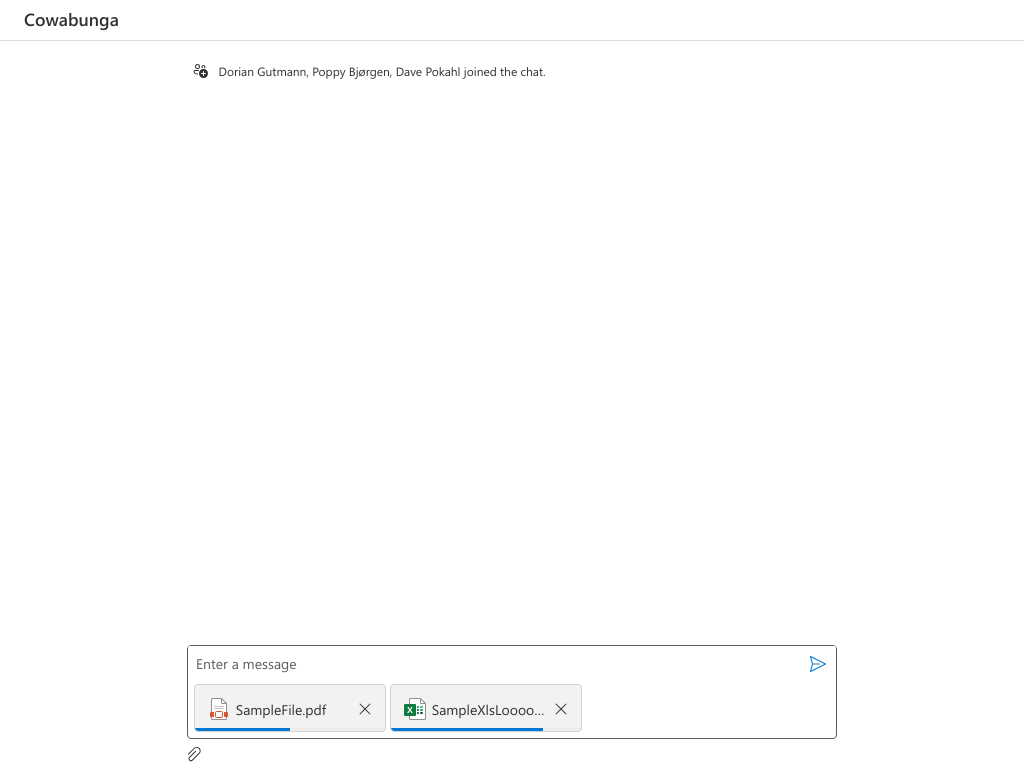 Cowabunga
Dorian Gutmann, Poppy Bjørgen, Dave Pokahl joined the chat.
Enter a message
SampleFile.pdf
SampleXlsLoooo...